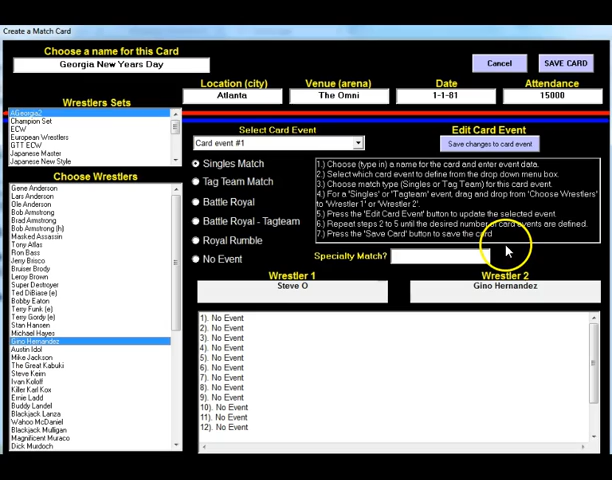 Create a Match Card
Choose a name for this Card
Georgia New Years Day
Cancel
SAVE CARD
Location (city)
Venue (arena)
Date
Attendance
Atlanta
The Omni
1-1-81
15000
Wrestlers Sets
AGeorgia2
Champion Set
ECW
European Wrestlers
GTT ECW
Japanese Master
Japanese New Style
Select Card Event
Card event #1
Edit Card Event
Save changes to card event
Choose Wrestlers
Gene Anderson
Lars Anderson
Ole Anderson
Bob Armstrong
Brad Armstrong
Bob Armstrong (h)
Masked Assassin
Tony Atlas
Ron Bass
Jerry Brisco
Bruiser Brody
Leroy Brown
Super Destroyer
Ted DiBiase (e)
Bobby Eaton
Terry Funk (e)
Terry Gordy (e)
Stan Hansen
Michael Hayes
Gino Hernandez
Austin Idol
Mike Jackson
The Great Kabuki
Steve Keirn
Ivan Koloff
Killer Karl Kox
Ernie Ladd
Buddy Landel
Blackjack Lanza
Wahoo McDaniel
Blackjack Mulligan
Magnificent Muraco
Dick Murdoch
Singles Match
Tag Team Match
Battle Royal
Battle Royal - Tagteam
Royal Rumble
No Event
1.) Choose (type in) a name for the card and enter event data.
2.) Select which card event to define from the drop down menu box.
3.) Choose match type (Singles or Tag Team) for this card event.
4.) For a 'Singles' or 'Tagteam' event, drag and drop from 'Choose Wrestlers'
to 'Wrestler 1' or 'Wrestler 2'.
5.) Press the 'Edit Card Event' button to update the selected event.
6.) Repeat steps 2 to 5 until the desired number of card events are defined.
7.) Press the 'Save Card' button to save the card
Specialty Match?
Wrestler 1
Wrestler 2
Steve O
Gino Hernandez
1). No Event
2). No Event
3). No Event
4). No Event
5). No Event
6). No Event
7). No Event
8). No Event
9). No Event
10). No Event
11). No Event
12). No Event